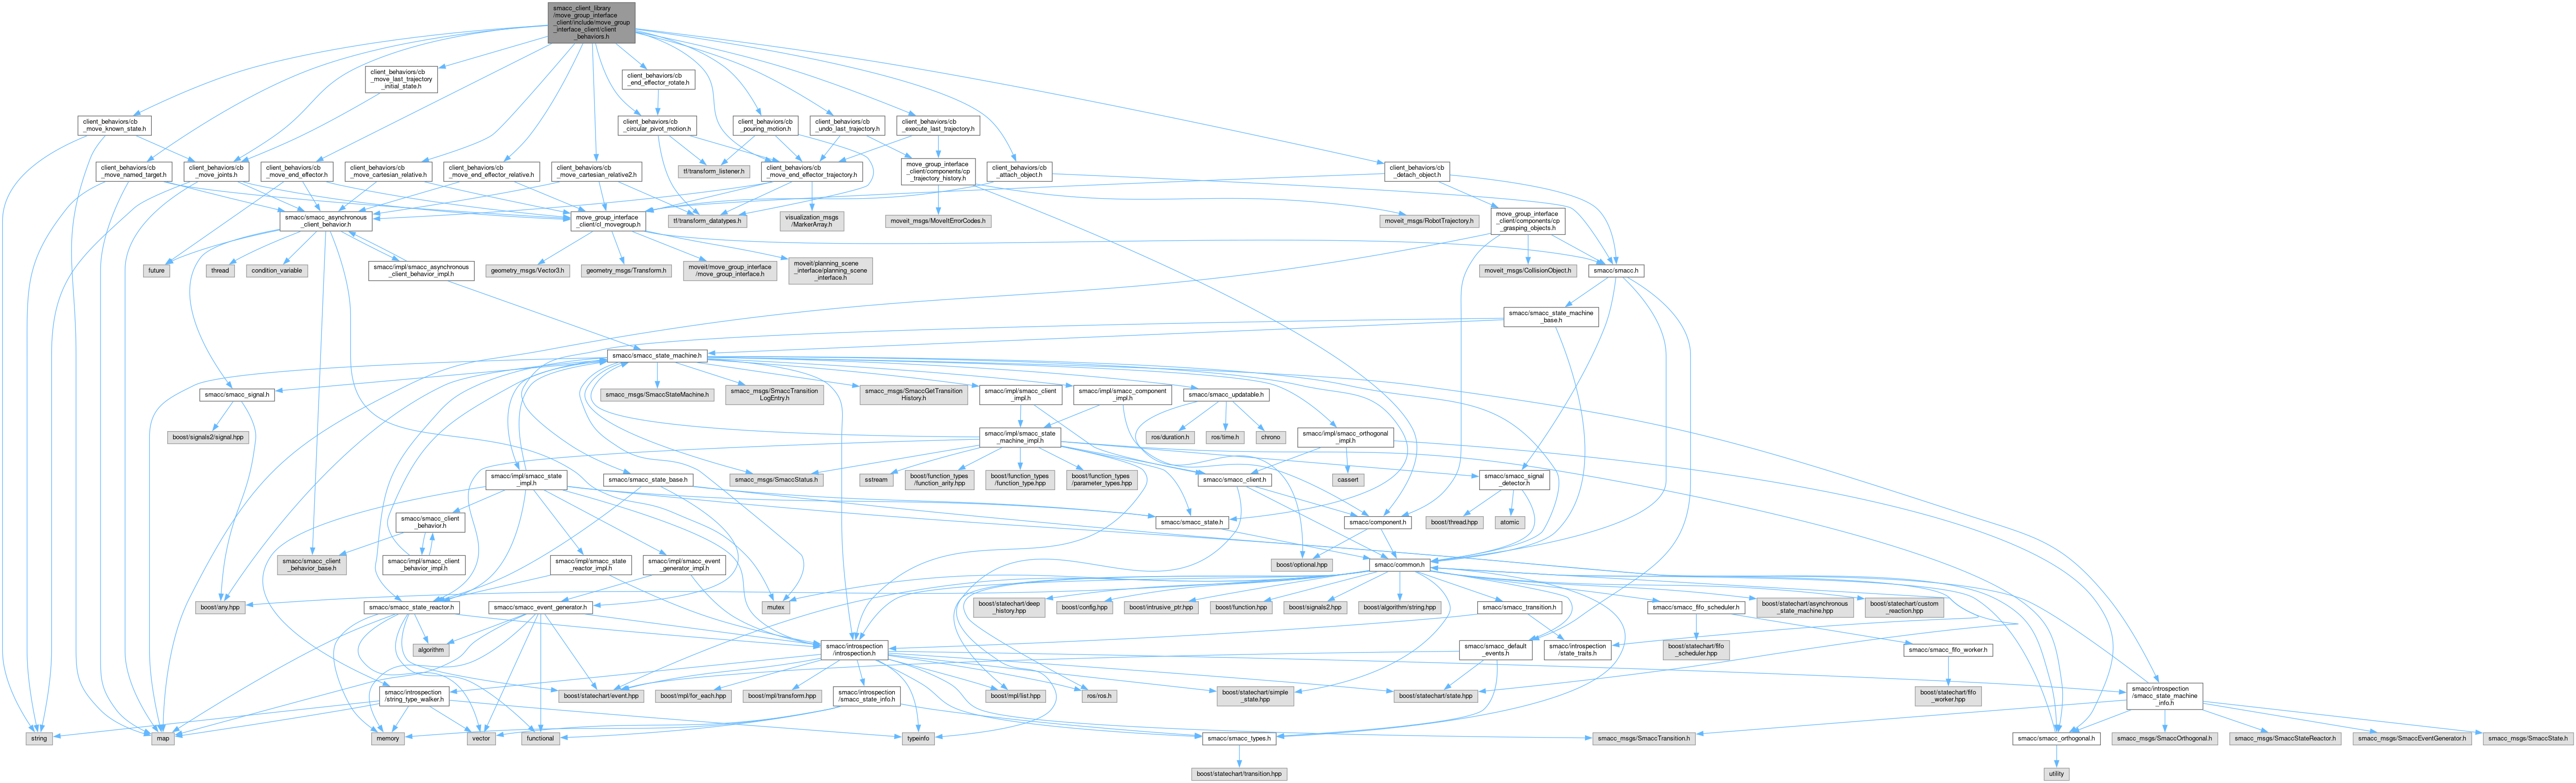 smacc_client_library
/move_group_interface
_client/include/move_group
_interface_client/client
_behaviors.h
client_behaviors/cb
_move_last_trajectory
_initial_state.h
client_behaviors/cb
_end_effector_rotate.h
client_behaviors/cb
_move_known_state.h
client_behaviors/cb
_circular_pivot_motion.h
client_behaviors/cb
_pouring_motion.h
client_behaviors/cb
_undo_last_trajectory.h
client_behaviors/cb
_execute_last_trajectory.h
client_behaviors/cb
_move_named_target.h
client_behaviors/cb
_move_joints.h
client_behaviors/cb
_move_end_effector.h
client_behaviors/cb
_move_cartesian_relative.h
client_behaviors/cb
_move_end_effector_relative.h
client_behaviors/cb
_move_cartesian_relative2.h
tf/transform_listener.h
client_behaviors/cb
_move_end_effector_trajectory.h
move_group_interface
_client/components/cp
_trajectory_history.h
client_behaviors/cb
_attach_object.h
client_behaviors/cb
_detach_object.h
smacc/smacc_asynchronous
_client_behavior.h
move_group_interface
_client/cl_movegroup.h
tf/transform_datatypes.h
visualization_msgs
/MarkerArray.h
moveit_msgs/MoveItErrorCodes.h
moveit_msgs/RobotTrajectory.h
move_group_interface
_client/components/cp
_grasping_objects.h
future
thread
condition_variable
smacc/impl/smacc_asynchronous
_client_behavior_impl.h
geometry_msgs/Vector3.h
geometry_msgs/Transform.h
moveit/move_group_interface
/move_group_interface.h
moveit/planning_scene
_interface/planning_scene
_interface.h
moveit_msgs/CollisionObject.h
smacc/smacc.h
smacc/smacc_state_machine
_base.h
smacc/smacc_state_machine.h
smacc/smacc_signal.h
smacc_msgs/SmaccStateMachine.h
smacc_msgs/SmaccTransition
LogEntry.h
smacc_msgs/SmaccGetTransition
History.h
smacc/impl/smacc_client
_impl.h
smacc/impl/smacc_component
_impl.h
smacc/smacc_updatable.h
boost/signals2/signal.hpp
smacc/impl/smacc_state
_machine_impl.h
ros/duration.h
ros/time.h
chrono
smacc/impl/smacc_orthogonal
_impl.h
smacc/impl/smacc_state
_impl.h
smacc/smacc_state_base.h
smacc_msgs/SmaccStatus.h
sstream
boost/function_types
/function_arity.hpp
boost/function_types
/function_type.hpp
boost/function_types
/parameter_types.hpp
smacc/smacc_client.h
cassert
smacc/smacc_signal
_detector.h
smacc/smacc_client
_behavior.h
smacc/smacc_state.h
smacc/component.h
boost/thread.hpp
atomic
smacc/smacc_client
_behavior_base.h
smacc/impl/smacc_client
_behavior_impl.h
smacc/impl/smacc_state
_reactor_impl.h
smacc/impl/smacc_event
_generator_impl.h
boost/optional.hpp
smacc/common.h
boost/any.hpp
smacc/smacc_state_reactor.h
smacc/smacc_event_generator.h
mutex
boost/statechart/deep
_history.hpp
boost/config.hpp
boost/intrusive_ptr.hpp
boost/function.hpp
boost/signals2.hpp
boost/algorithm/string.hpp
smacc/smacc_transition.h
smacc/smacc_fifo_scheduler.h
boost/statechart/asynchronous
_state_machine.hpp
boost/statechart/custom
_reaction.hpp
algorithm
smacc/introspection
/introspection.h
smacc/smacc_default
_events.h
smacc/introspection
/state_traits.h
boost/statechart/fifo
_scheduler.hpp
smacc/smacc_fifo_worker.h
smacc/introspection
/string_type_walker.h
boost/statechart/event.hpp
boost/mpl/for_each.hpp
boost/mpl/transform.hpp
smacc/introspection
/smacc_state_info.h
boost/mpl/list.hpp
ros/ros.h
boost/statechart/simple
_state.hpp
boost/statechart/state.hpp
boost/statechart/fifo
_worker.hpp
smacc/introspection
/smacc_state_machine
_info.h
string
map
memory
vector
functional
typeinfo
smacc/smacc_types.h
smacc_msgs/SmaccTransition.h
smacc/smacc_orthogonal.h
smacc_msgs/SmaccOrthogonal.h
smacc_msgs/SmaccStateReactor.h
smacc_msgs/SmaccEventGenerator.h
smacc_msgs/SmaccState.h
boost/statechart/transition.hpp
utility